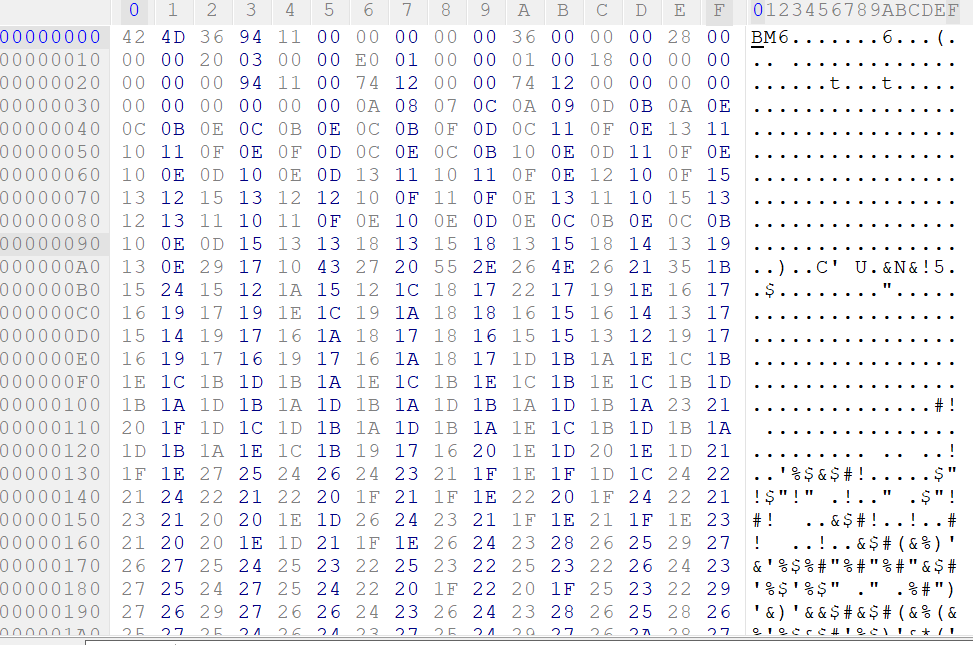 0 1 2 3 4 5 6 7 8 9 A B C D E F 0123456789ABCDEF
00000000 42 4D 36 94 11 00 00 00 00 00 36 00 00 00 28 00 BM6.......6...(.
00000010 00 00 20 03 00 00 E0 01 00 00 01 00 18 00 00 00 .. .............
00000020 00 00 00 94 11 00 74 12 00 00 74 12 00 00 00 00 ......t...t.....
00000030 00 00 00 00 00 00 0A 08 07 0C 0A 09 0D 0B 0A 0E ................
00000040 0C 0B 0E 0C 0B 0E 0C 0B 0F 0D 0C 11 0F 0E 13 11 ................
00000050 10 11 0F 0E 0F 0D 0C 0E 0C 0B 10 0E 0D 11 0F 0E ................
00000060 10 0E 0D 10 0E 0D 13 11 10 11 0F 0E 12 10 0F 15 ................
00000070 13 12 15 13 12 12 10 0F 11 0F 0E 13 11 10 15 13 ................
00000080 12 13 11 10 11 0F 0E 10 0E 0D 0E 0C 0B 0E 0C 0B ................
00000090 10 0E 0D 15 13 13 18 13 15 18 13 15 18 14 13 19 ................
000000A0 13 0E 29 17 10 43 27 20 55 2E 26 4E 26 21 35 1B ..)..C' U.&N&!5.
000000B0 15 24 15 12 1A 15 12 1C 18 17 22 17 19 1E 16 17 .$........".....
000000C0 16 19 17 19 1E 1C 19 1A 18 18 16 15 16 14 13 17 ................
000000D0 15 14 19 17 16 1A 18 17 18 16 15 15 13 12 19 17 ................
000000E0 16 19 17 16 19 17 16 1A 18 17 1D 1B 1A 1E 1C 1B ................
000000F0 1E 1C 1B 1D 1B 1A 1E 1C 1B 1E 1C 1B 1E 1C 1B 1D ................
00000100 1B 1A 1D 1B 1A 1D 1B 1A 1D 1B 1A 1D 1B 1A 23 21 ..............#!
00000110 20 1F 1D 1C 1D 1B 1A 1D 1B 1A 1E 1C 1B 1D 1B 1A  ...............
00000120 1D 1B 1A 1E 1C 1B 19 17 16 20 1E 1D 20 1E 1D 21 ......... .. ..!
00000130 1F 1E 27 25 24 26 24 23 21 1F 1E 1F 1D 1C 24 22 ..'%$&$#!.....$"
00000140 21 24 22 21 22 20 1F 21 1F 1E 22 20 1F 24 22 21 !$"!" .!.." .$"!
00000150 23 21 20 20 1E 1D 26 24 23 21 1F 1E 21 1F 1E 23 #!  ..&$#!..!..#
00000160 21 20 20 1E 1D 21 1F 1E 26 24 23 28 26 25 29 27 !  ..!..&$#(&%)'
00000170 26 27 25 24 25 23 22 25 23 22 25 23 22 26 24 23 &'%$%#"%#"%#"&$#
00000180 27 25 24 27 25 24 22 20 1F 22 20 1F 25 23 22 29 '%$'%$" ." .%#")
00000190 27 26 29 27 26 26 24 23 26 24 23 28 26 25 28 26 '&)'&&$#&$#(&%(&
000001A0 25 27 25 24 26 24 23 27 25 24 29 27 26 2A 28 27 %'%$&$#'%$)'&*('